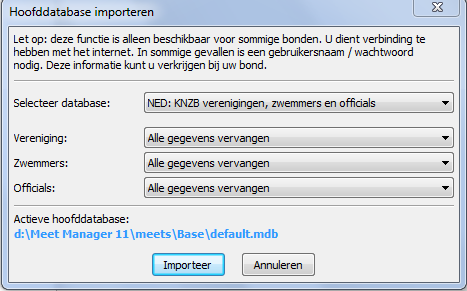 Hoofddatabase importeren
Let op: deze functie is alleen beschikbaar voor sommige bonden. U dient verbinding te
hebben met het internet. In sommige gevallen is een gebruikersnaam / wachtwoord
nodig. Deze informatie kunt u verkrijgen bij uw bond.
Selecteer database: NED: KNZB verenigingen, zwemmers en officials
Vereniging: Alle gegevens vervangen
Zwemmers: Alle gegevens vervangen
Officials: Alle gegevens vervangen
Actieve hoofddatabase:
d:\Meet Manager 11\meets\Base\default.mdb
Importeer Annuleren